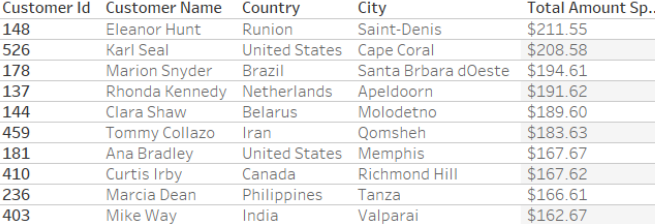 Customer Id Customer Name Country City Total Amount Sp..
148 Eleanor Hunt Runion Saint-Denis $211.55
526 Karl Seal United States Cape Coral $208.58
178 Marion Snyder Brazil Santa Brbara dOeste $194.61
137 Rhonda Kennedy Netherlands Apeldoorn $191.62
144 Clara Shaw Belarus Molodetno $189.60
459 Tommy Collazo Iran Qomsheh $183.63
181 Ana Bradley United States Memphis $167.67
410 Curtis Irby Canada Richmond Hill $167.62
236 Marcia Dean Philippines Tanza $166.61
403 Mike Way India Valparai $162.67